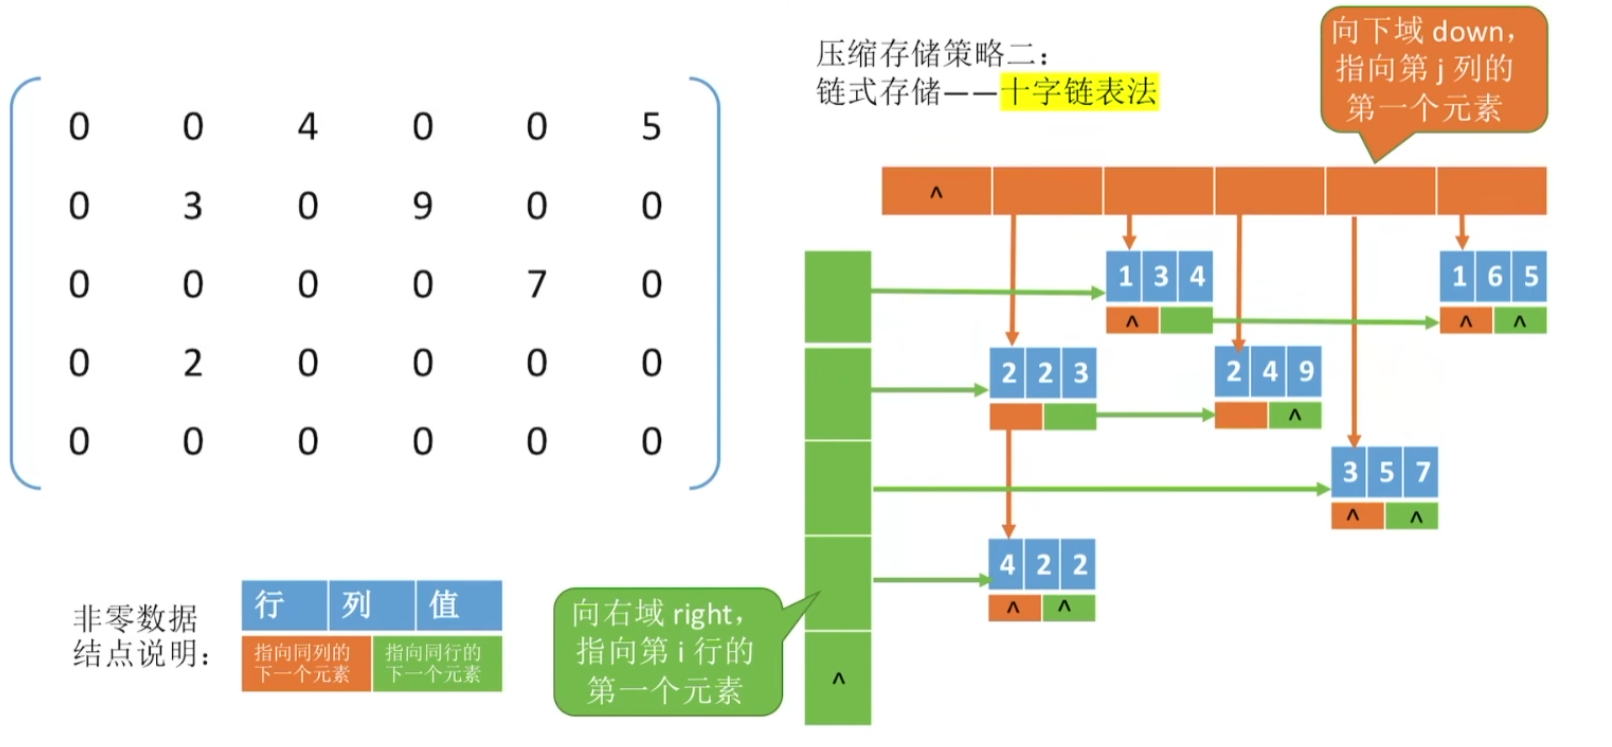 压缩存储策略二：
链式存储——十字链表法
向下域 down，
指向第 j 列的
第一个元素
0 0 4 0 0 5
0 3 0 9 0 0
0 0 0 0 7 0
0 2 0 0 0 0
0 0 0 0 0 0
^
1 3 4
^
1 6 5
^ ^
2 2 3
2 4 9
^
3 5 7
^ ^
4 2 2
^ ^
^
非零数据
结点说明：
行 列 值
指向同列的
下一个元素
指向同行的
下一个元素
向右域 right，
指向第 i 行的
第一个元素